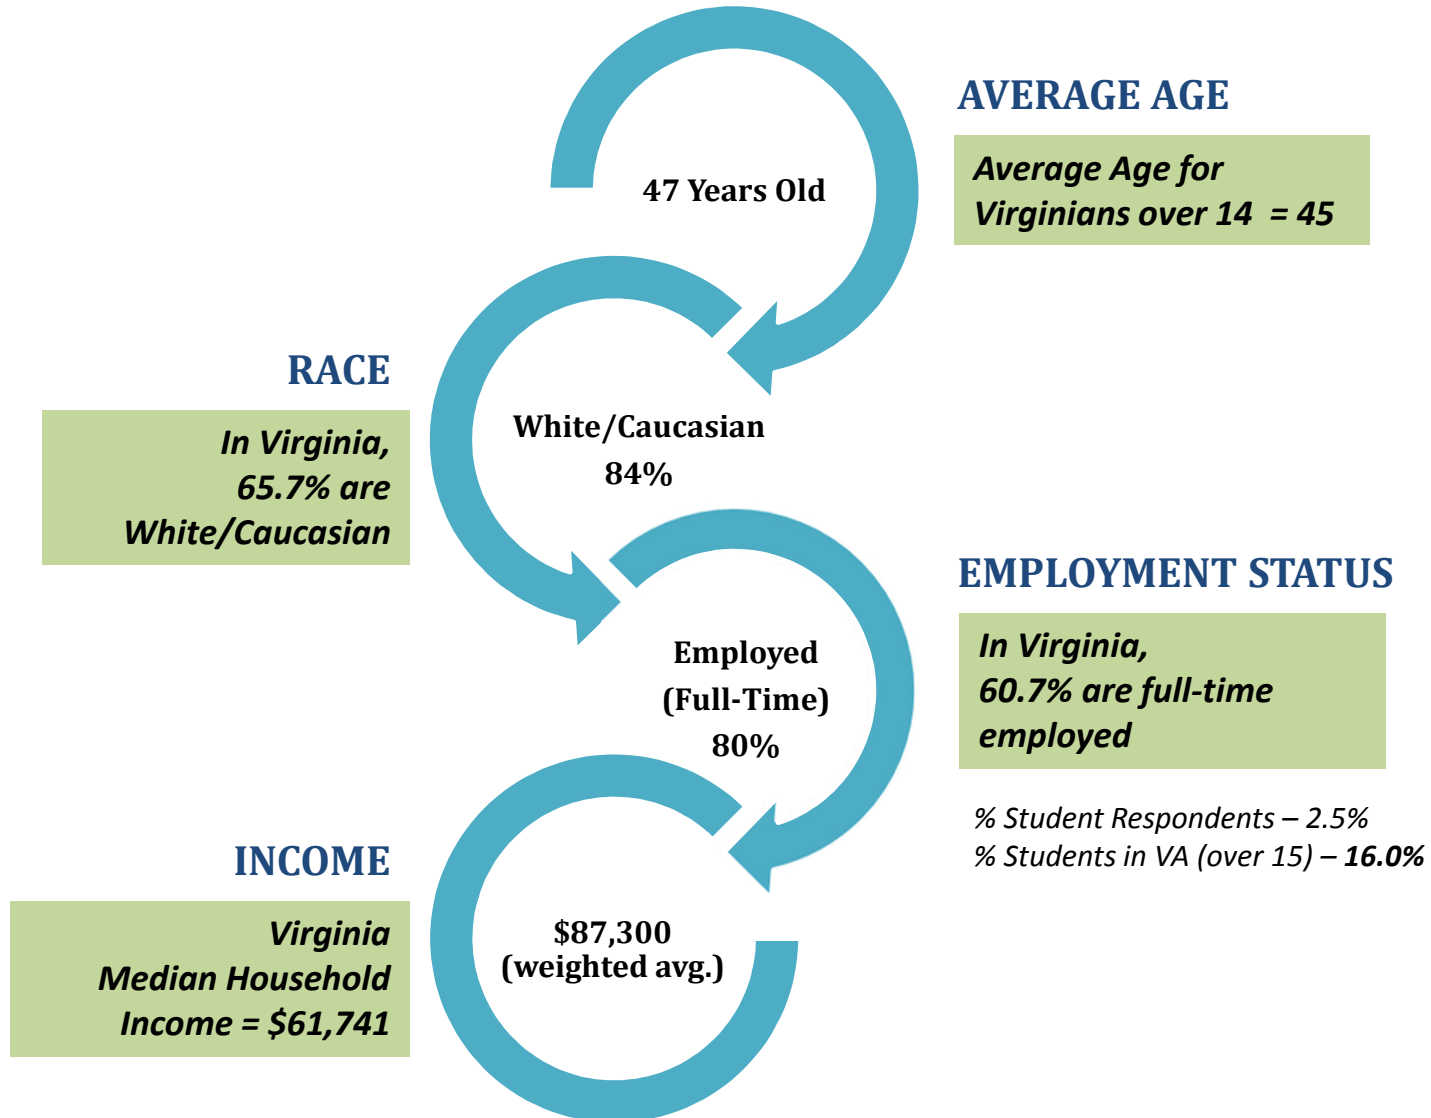 AVERAGE AGE
47 Years Old
Average Age for
Virginians over 14  = 45
RACE
In Virginia,
65.7% are
White/Caucasian
White/Caucasian
84%
EMPLOYMENT STATUS
Employed
(Full-Time)
80%
In Virginia,
60.7% are full-time
employed
% Student Respondents – 2.5%
% Students in VA (over 15) – 16.0%
INCOME
Virginia
Median Household
Income = $61,741
$87,300
(weighted avg.)